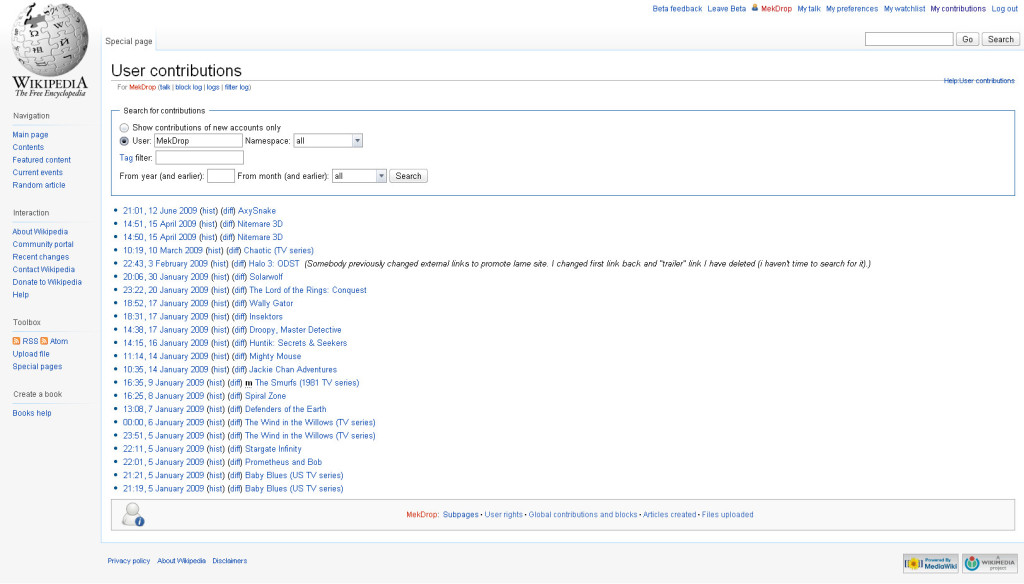 Beta feedback Leave Beta MekDrop My talk My preferences My watchlist My contributions Log out
Special page
Go Search
WIKIPEDIA
The Free Encyclopedia
User contributions
For MekDrop (talk | block log | logs | filter log)
Help:User contributions
Navigation
Main page
Contents
Featured content
Current events
Random article
Interaction
About Wikipedia
Community portal
Recent changes
Contact Wikipedia
Donate to Wikipedia
Help
Toolbox
RSS Atom
Upload file
Special pages
Create a book
Books help
Search for contributions
Show contributions of new accounts only
User: MekDrop Namespace: all
Tag filter:
From year (and earlier): From month (and earlier): all Search
21:01, 12 June 2009 (hist) (diff) AxySnake
14:51, 15 April 2009 (hist) (diff) Nitemare 3D
14:50, 15 April 2009 (hist) (diff) Nitemare 3D
10:19, 10 March 2009 (hist) (diff) Chaotic (TV series)
22:43, 3 February 2009 (hist) (diff) Halo 3: ODST (Somebody previously changed external links to promote lame site. I changed first link back and "trailer" link I have deleted (i haven't time to search for it).)
20:06, 30 January 2009 (hist) (diff) Solarwolf
23:22, 20 January 2009 (hist) (diff) The Lord of the Rings: Conquest
18:52, 17 January 2009 (hist) (diff) Wally Gator
18:31, 17 January 2009 (hist) (diff) Insektors
14:38, 17 January 2009 (hist) (diff) Droopy, Master Detective
14:15, 16 January 2009 (hist) (diff) Huntik: Secrets & Seekers
11:14, 14 January 2009 (hist) (diff) Mighty Mouse
10:35, 14 January 2009 (hist) (diff) Jackie Chan Adventures
16:35, 9 January 2009 (hist) (diff) m The Smurfs (1981 TV series)
16:25, 8 January 2009 (hist) (diff) Spiral Zone
13:08, 7 January 2009 (hist) (diff) Defenders of the Earth
00:00, 6 January 2009 (hist) (diff) The Wind in the Willows (TV series)
23:51, 5 January 2009 (hist) (diff) The Wind in the Willows (TV series)
22:11, 5 January 2009 (hist) (diff) Stargate Infinity
22:01, 5 January 2009 (hist) (diff) Prometheus and Bob
21:21, 5 January 2009 (hist) (diff) Baby Blues (US TV series)
21:19, 5 January 2009 (hist) (diff) Baby Blues (US TV series)
MekDrop: Subpages · User rights · Global contributions and blocks · Articles created · Files uploaded
Privacy policy About Wikipedia Disclaimers
Powered By MediaWiki
A WIKIMEDIA project